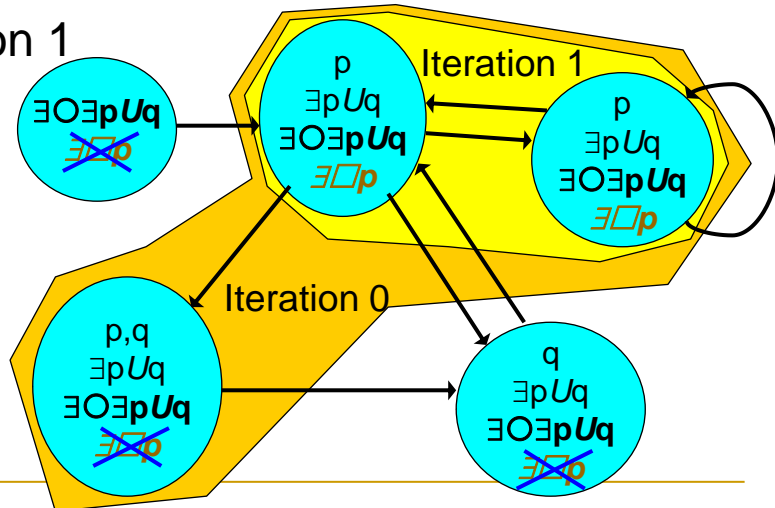 on 1
∃○∃pUq
∃□p
p
∃pUq
∃○∃pUq
∃□p
Iteration 1
p
∃pUq
∃○∃pUq
∃□p
Iteration 0
p,q
∃pUq
∃○∃pUq
∃□p
q
∃pUq
∃○∃pUq
∃□p